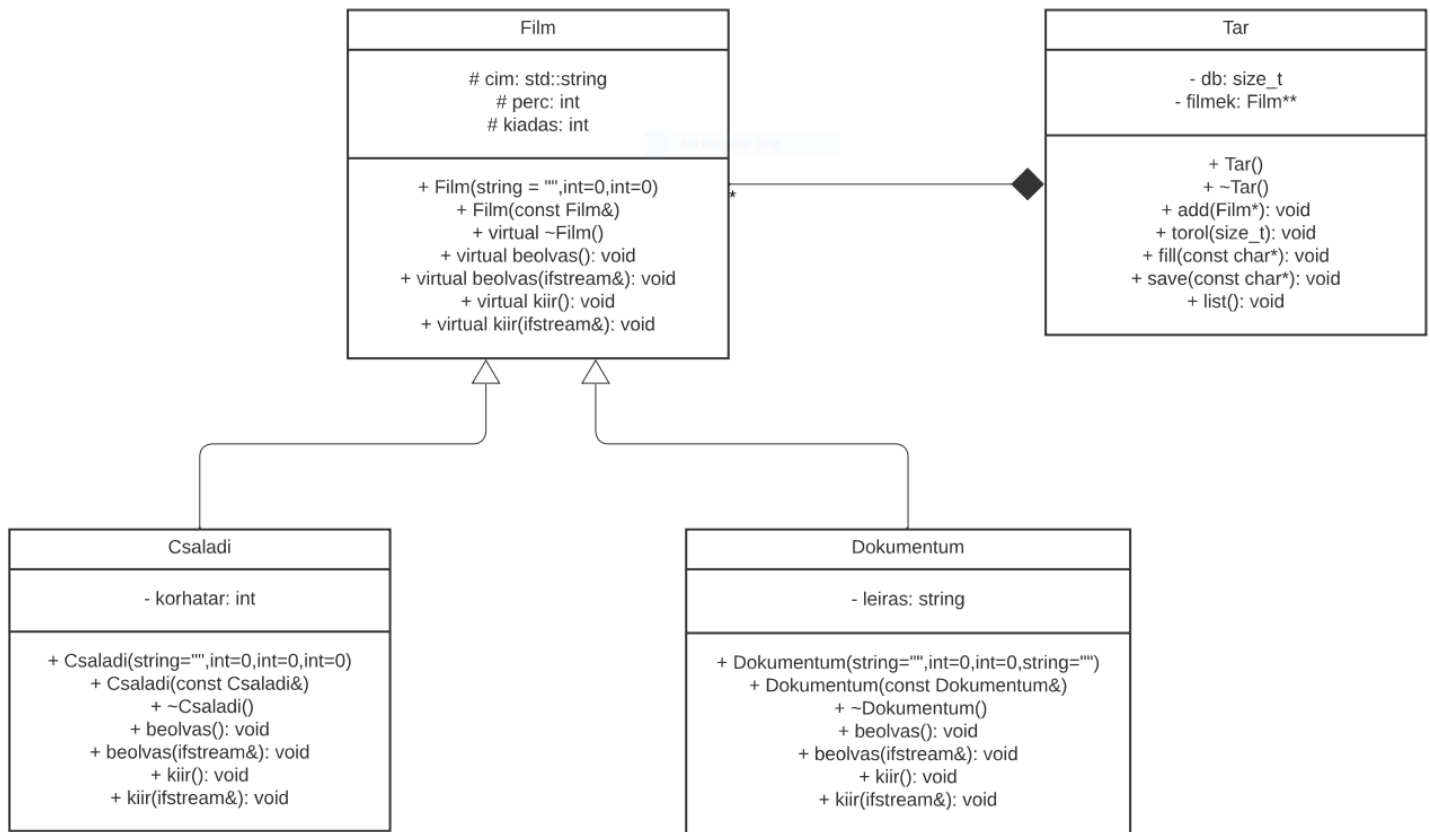 Film
# cim: std::string
# perc: int
# kiadas: int
+ Film(string = "",int=0,int=0)
+ Film(const Film&)
+ virtual ~Film()
+ virtual beolvas(): void
+ virtual beolvas(ifstream&): void
+ virtual kiir(): void
+ virtual kiir(ifstream&): void
Rectangular Snip
*
Tar
- db: size_t
- filmek: Film**
+ Tar()
+ ~Tar()
+ add(Film*): void
+ torol(size_t): void
+ fill(const char*): void
+ save(const char*): void
+ list(): void
Csaladi
- korhatar: int
+ Csaladi(string="",int=0,int=0,int=0)
+ Csaladi(const Csaladi&)
+ ~Csaladi()
+ beolvas(): void
+ beolvas(ifstream&): void
+ kiir(): void
+ kiir(ifstream&): void
Dokumentum
- leiras: string
+ Dokumentum(string="",int=0,int=0,string="")
+ Dokumentum(const Dokumentum&)
+ ~Dokumentum()
+ beolvas(): void
+ beolvas(ifstream&): void
+ kiir(): void
+ kiir(ifstream&): void